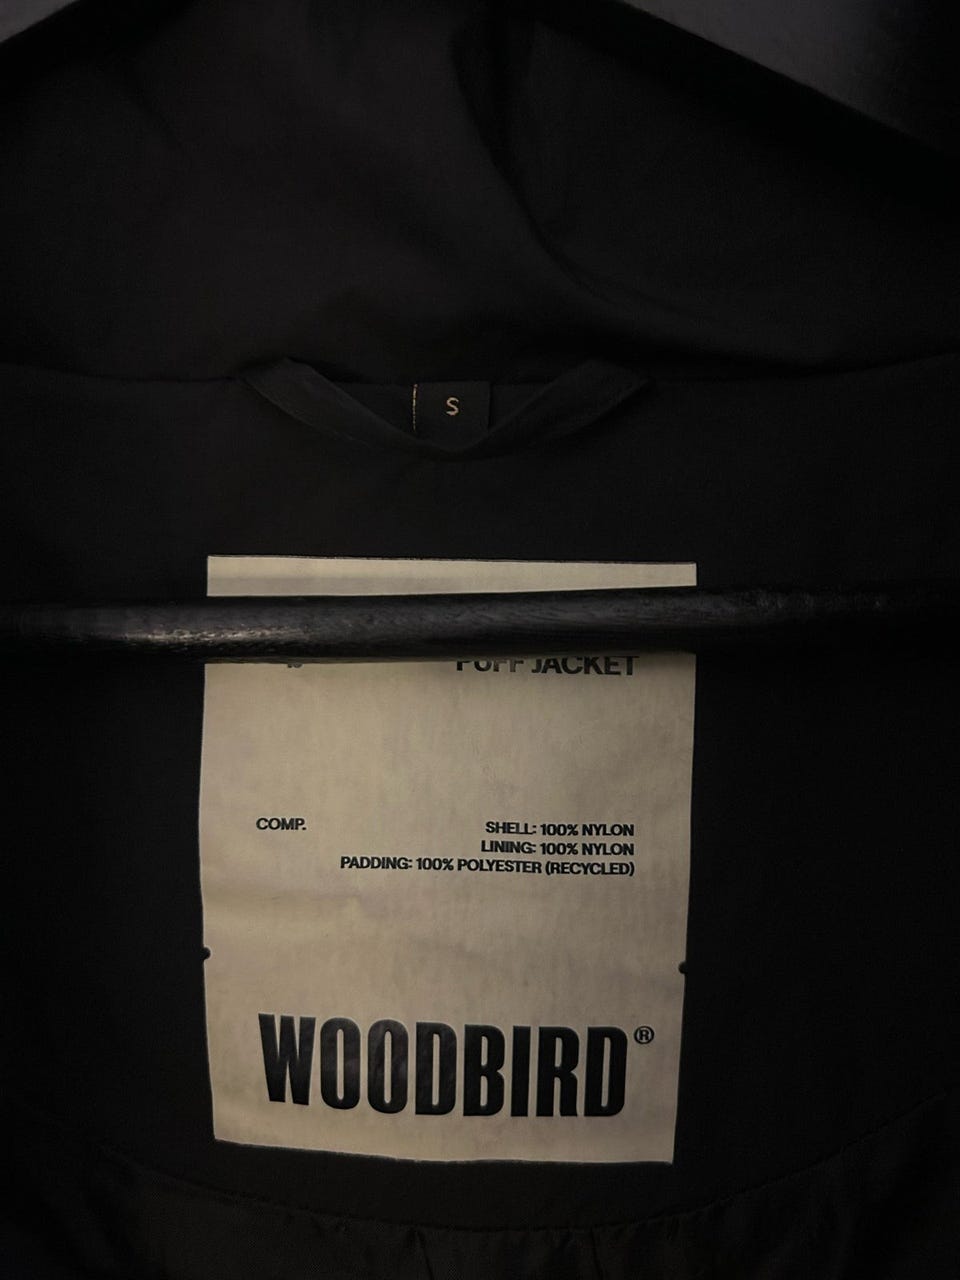 S
PUFF JACKET
COMP.
SHELL: 100% NYLON
LINING: 100% NYLON
PADDING: 100% POLYESTER (RECYCLED)
WOODBIRD®